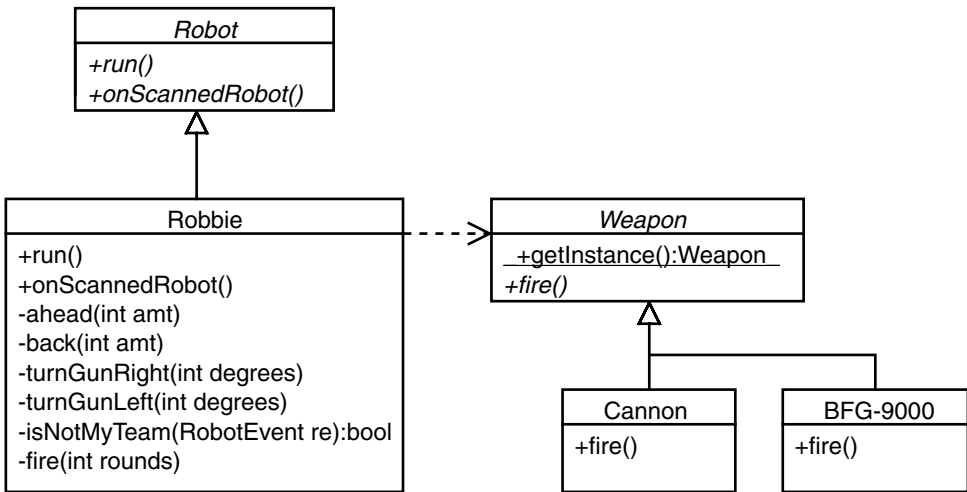 Robot
+run()
+onScannedRobot()
Robbie
+run()
+onScannedRobot()
-ahead(int amt)
-back(int amt)
-turnGunRight(int degrees)
-turnGunLeft(int degrees)
-isNotMyTeam(RobotEvent re):bool
-fire(int rounds)
Weapon
+getInstance():Weapon
+fire()
Cannon
+fire()
BFG-9000
+fire()